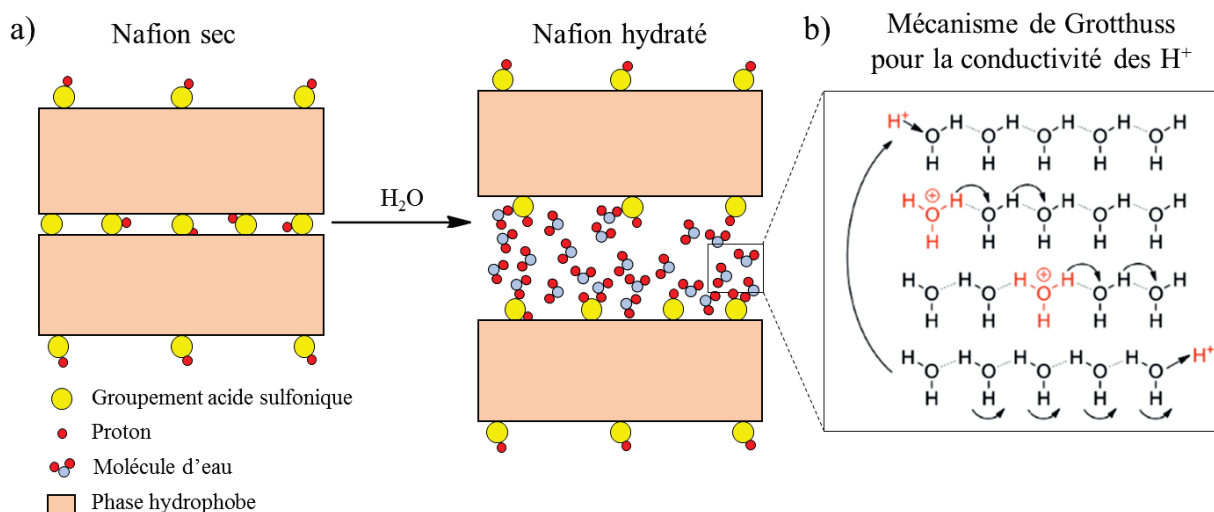 a)
Nafion sec
Nafion hydraté
H₂O
Groupement acide sulfonique
Proton
Molécule d'eau
Phase hydrophobe
b)
Mécanisme de Grotthuss
pour la conductivité des H⁺
H⁺ O H O H O H O H O H
H H H H H
H O ⊕ H O H O H O H O H
H H H H H
H O H O H O ⊕ H O H O H
H H H H H
H O H O H O H O H O H⁺
H H H H H